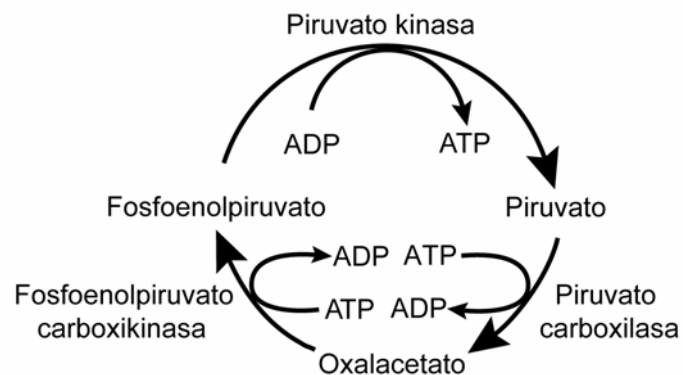 Piruvato kinasa
ADP
ATP
Fosfoenolpiruvato
Piruvato
ADP ATP
Fosfoenolpiruvato
carboxikinasa
ATP ADP
Piruvato
carboxilasa
Oxalacetato